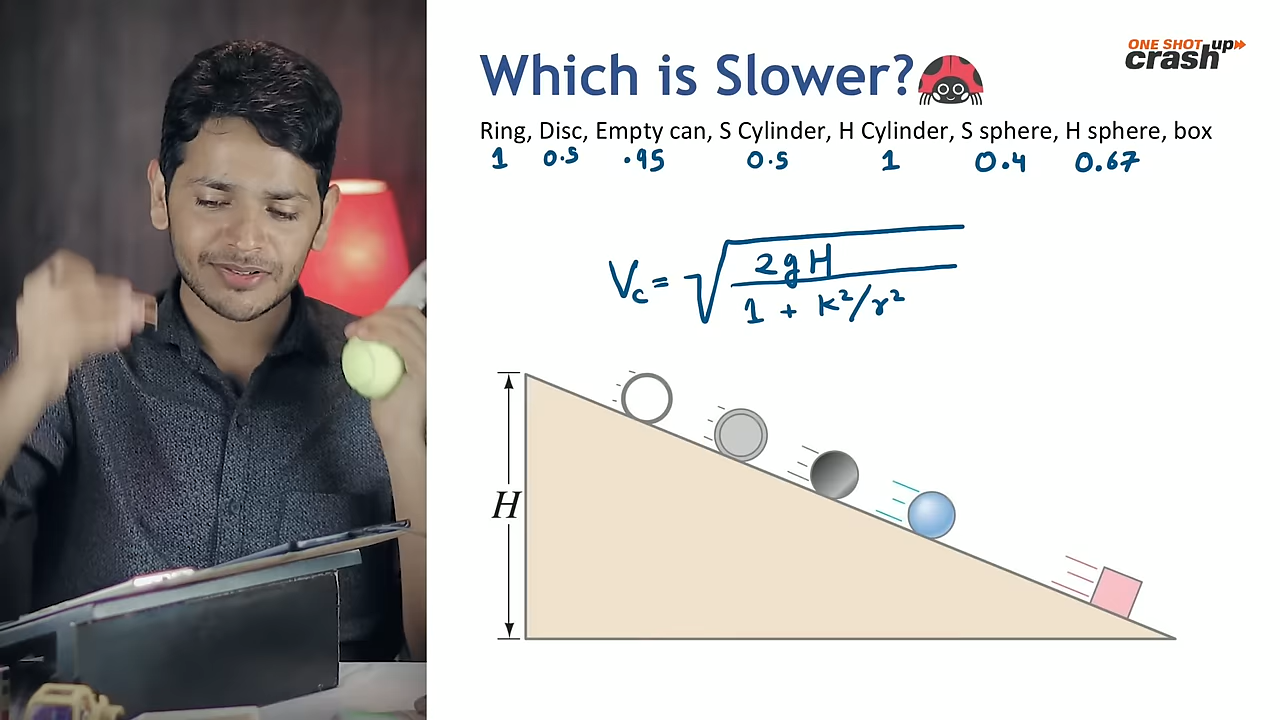 ONE SHOT
crash up
Which is Slower?
Ring, Disc, Empty can, S Cylinder, H Cylinder, S sphere, H sphere, box
1 0.5 .95 0.5 1 0.4 0.67
Vc = √(2gH / (1 + k²/r²))
H